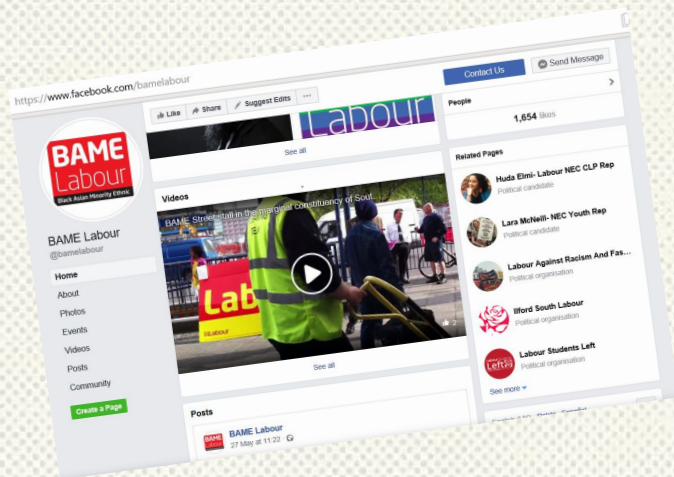 https://www.facebook.com/bamelabour
Like
Share
Suggest Edits
...
Contact Us
Send Message
BAME
Labour
Black Asian Minority Ethnic
BAME Labour
@bamelabour
Home
About
Photos
Events
Videos
Posts
Community
Create a Page
Labour
See all
Videos
BAME Street stall in the marginal constituency of Sout...
Lab
2
See all
Posts
BAME
Labour
BAME Labour
27 May at 11:22
People
1,654 likes
Related Pages
Huda Elmi- Labour NEC CLP Rep
Political candidate
Lara McNeill- NEC Youth Rep
Political candidate
Labour Against Racism And Fas...
Political organisation
Ilford South Labour
Political organisation
Left
Labour Students Left
Political organisation
See more